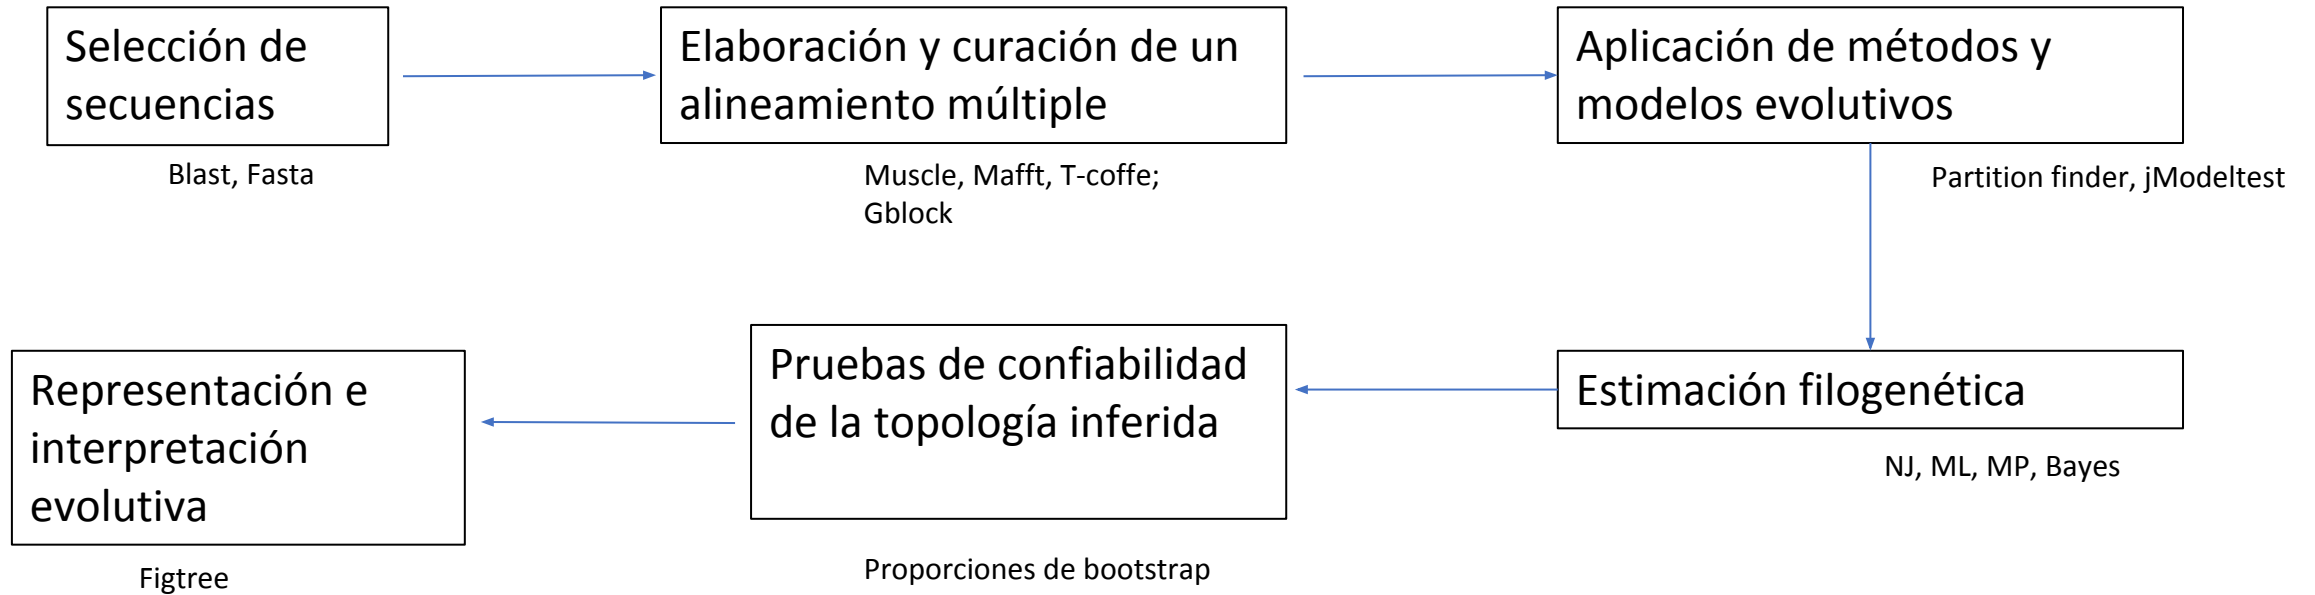 Selección de
secuencias
Blast, Fasta
Elaboración y curación de un
alineamiento múltiple
Muscle, Mafft, T-coffe;
Gblock
Aplicación de métodos y
modelos evolutivos
Partition finder, jModeltest
Estimación filogenética
NJ, ML, MP, Bayes
Pruebas de confiabilidad
de la topología inferida
Proporciones de bootstrap
Representación e
interpretación
evolutiva
Figtree